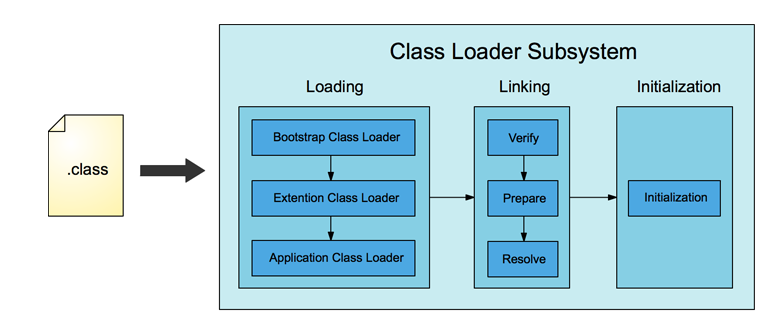 Class Loader Subsystem
Loading
Linking
Initialization
.class
Bootstrap Class Loader
Extention Class Loader
Application Class Loader
Verify
Prepare
Resolve
Initialization